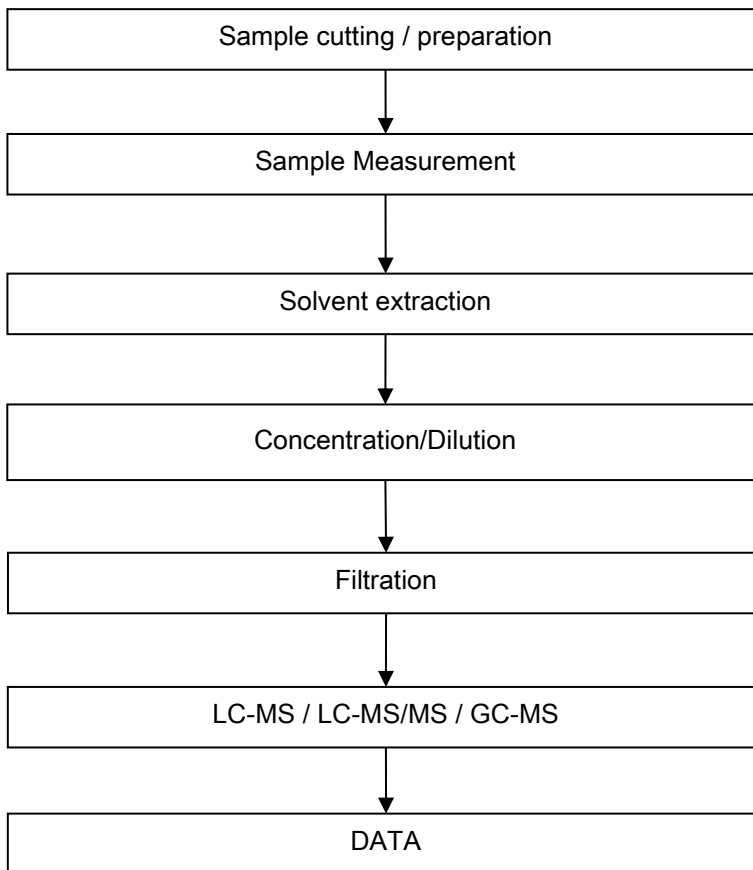 Sample cutting / preparation
Sample Measurement
Solvent extraction
Concentration/Dilution
Filtration
LC-MS / LC-MS/MS / GC-MS
DATA